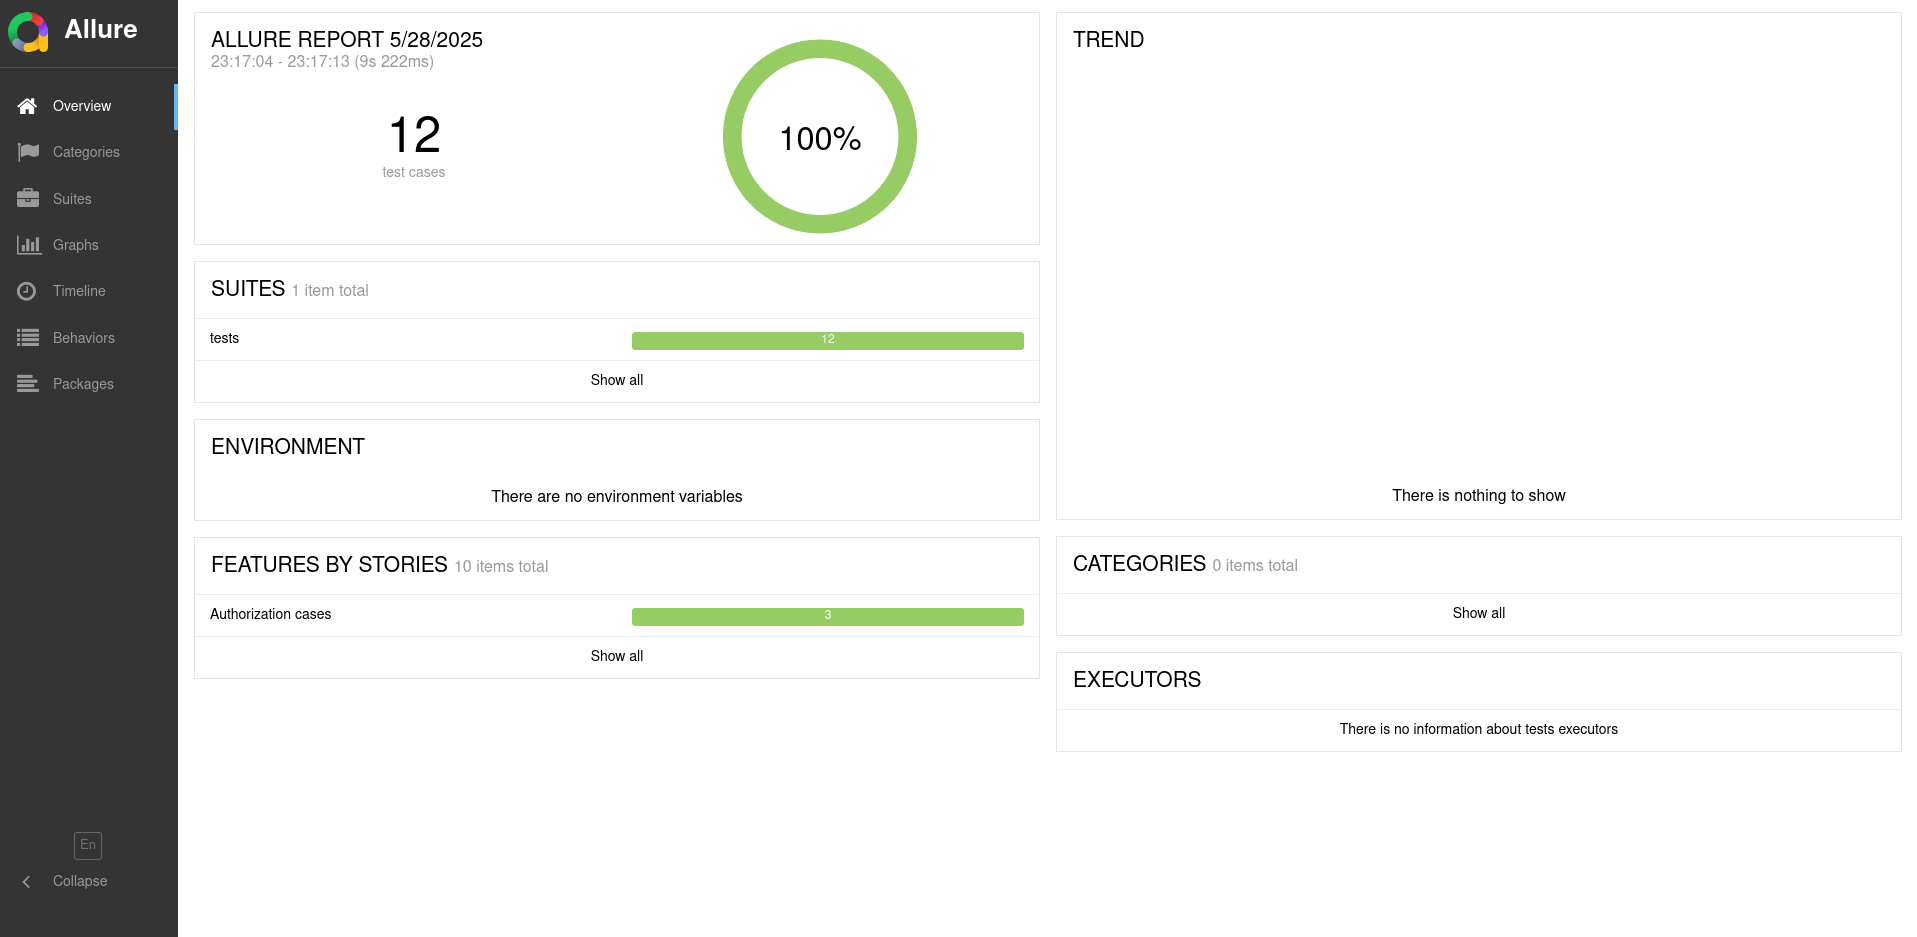 Allure
Overview
Categories
Suites
Graphs
Timeline
Behaviors
Packages
En
Collapse
ALLURE REPORT 5/28/2025
23:17:04 - 23:17:13 (9s 222ms)
12
test cases
100%
SUITES 1 item total
tests 12
Show all
ENVIRONMENT
There are no environment variables
FEATURES BY STORIES 10 items total
Authorization cases 3
Show all
TREND
There is nothing to show
CATEGORIES 0 items total
Show all
EXECUTORS
There is no information about tests executors